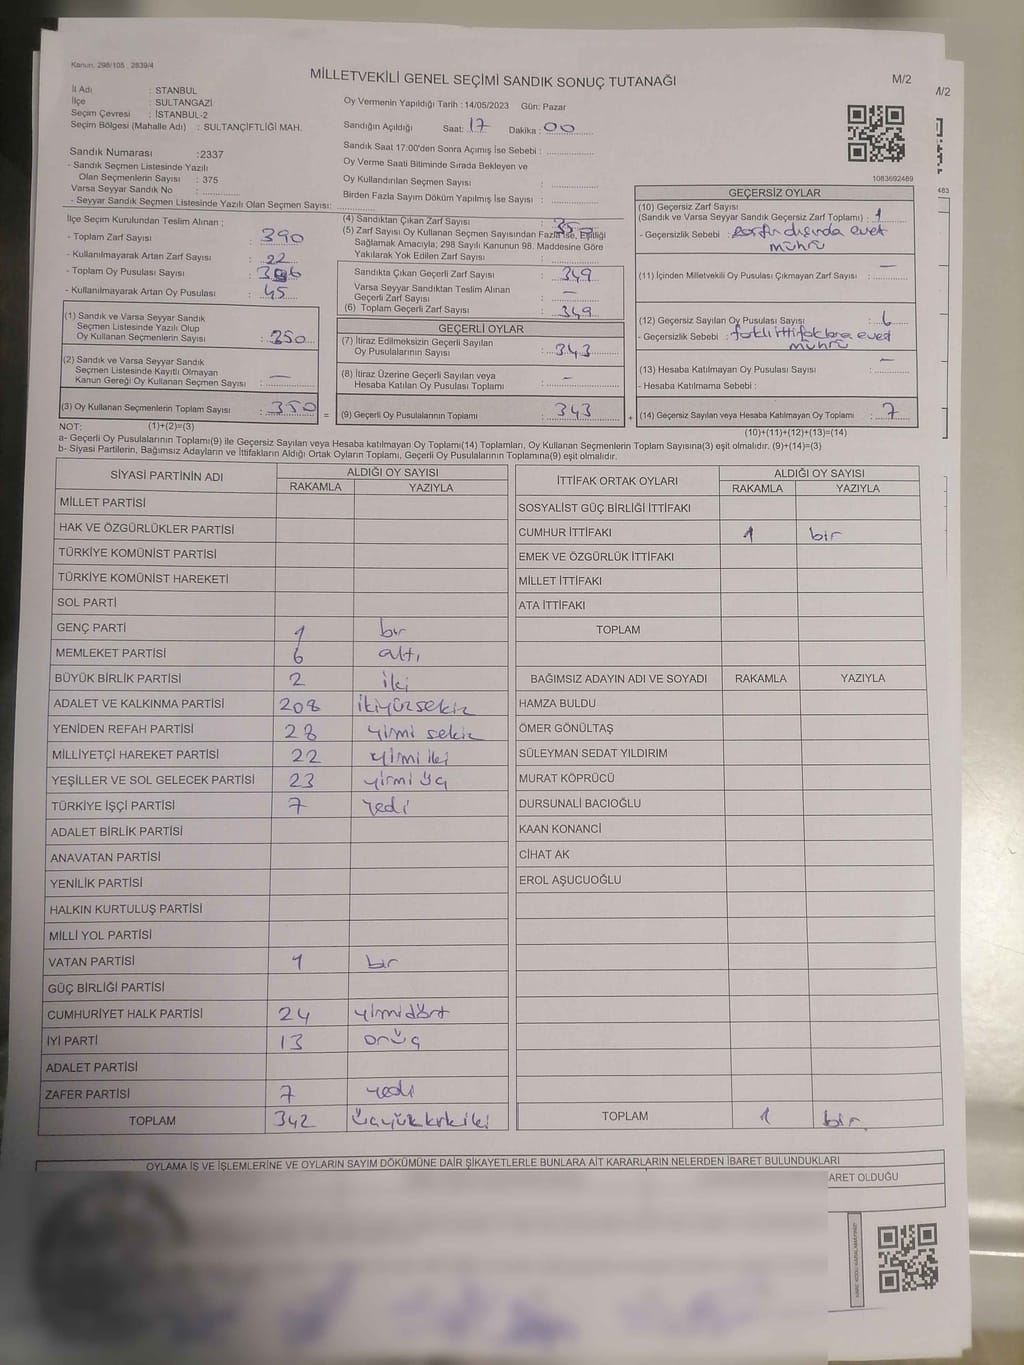 Kanun, 298/105 , 2839/4
MİLLETVEKİLİ GENEL SEÇİMİ SANDIK SONUÇ TUTANAĞI
M/2
M/2
İl Adı : STANBUL
İlçe : SULTANGAZİ
Seçim Çevresi : İSTANBUL-2
Seçim Bölgesi (Mahalle Adı) : SULTANÇİFTLİĞİ MAH.
Sandık Numarası :2337
- Sandık Seçmen Listesinde Yazılı
Olan Seçmenlerin Sayısı : 375
Varsa Seyyar Sandık No :
- Seyyar Sandık Seçmen Listesinde Yazılı Olan Seçmen Sayısı:
Oy Vermenin Yapıldığı Tarih : 14/05/2023 Gün: Pazar
Sandığın Açıldığı Saat: 17 Dakika : 00
Sandık Saat 17:00'den Sonra Açımış İse Sebebi :
Oy Verme Saati Bitiminde Sırada Bekleyen ve
Oy Kullandırılan Seçmen Sayısı :
Birden Fazla Sayım Döküm Yapılmış İse Sayısı :
1083692489
483
İlçe Seçim Kurulundan Teslim Alınan ;
- Toplam Zarf Sayısı : 390
- Kullanılmayarak Artan Zarf Sayısı : 22
- Toplam Oy Pusulası Sayısı :
- Kullanılmayarak Artan Oy Pusulası : 45
(1) Sandık ve Varsa Seyyar Sandık
Seçmen Listesinde Yazılı Olup
Oy Kullanan Seçmenlerin Sayısı : 350
(2) Sandık ve Varsa Seyyar Sandık
Seçmen Listesinde Kayıtlı Olmayan
Kanun Gereği Oy Kullanan Seçmen Sayısı : —
(3) Oy Kullanan Seçmenlerin Toplam Sayısı : 350 =
(4) Sandıktan Çıkan Zarf Sayısı : 350
(5) Zarf Sayısı Oy Kullanan Seçmen Sayısından Fazla ise, Eşitliği
Sağlamak Amacıyla; 298 Sayılı Kanunun 98. Maddesine Göre
Yakılarak Yok Edilen Zarf Sayısı :
Sandıkta Çıkan Geçerli Zarf Sayısı : 349
Varsa Seyyar Sandıktan Teslim Alınan
Geçerli Zarf Sayısı : —
(6) Toplam Geçerli Zarf Sayısı : 349
GEÇERLİ OYLAR
(7) İtiraz Edilmeksizin Geçerli Sayılan
Oy Pusulalarının Sayısı : 343
(8) İtiraz Üzerine Geçerli Sayılan veya
Hesaba Katılan Oy Pusulası Toplamı : —
(9) Geçerli Oy Pusulalarının Toplamı : 343 +
GEÇERSİZ OYLAR
(10) Geçersiz Zarf Sayısı
(Sandık ve Varsa Seyyar Sandık Geçersiz Zarf Toplamı) : 1
- Geçersizlik Sebebi : zarfın dışında evet
mührü
(11) İçinden Milletvekili Oy Pusulası Çıkmayan Zarf Sayısı : —
(12) Geçersiz Sayılan Oy Pusulası Sayısı : 6
- Geçersizlik Sebebi : farklı ittifaklara evet
mührü
(13) Hesaba Katılmayan Oy Pusulası Sayısı : —
- Hesaba Katılmama Sebebi :
(14) Geçersiz Sayılan veya Hesaba Katılmayan Oy Toplamı : 7
NOT: (1)+(2)=(3)
(10)+(11)+(12)+(13)=(14)
a- Geçerli Oy Pusulalarının Toplamı(9) ile Geçersiz Sayılan veya Hesaba katılmayan Oy Toplamı(14) Toplamları, Oy Kullanan Seçmenlerin Toplam Sayısına(3) eşit olmalıdır. (9)+(14)=(3)
b- Siyasi Partilerin, Bağımsız Adayların ve İttifakların Aldığı Ortak Oyların Toplamı, Geçerli Oy Pusulalarının Toplamına(9) eşit olmalıdır.
SİYASİ PARTİNİN ADI ALDIĞI OY SAYISI
RAKAMLA YAZIYLA
MİLLET PARTİSİ
HAK VE ÖZGÜRLÜKLER PARTİSİ
TÜRKİYE KOMÜNİST PARTİSİ
TÜRKİYE KOMÜNİST HAREKETİ
SOL PARTİ
GENÇ PARTİ 1 bir
MEMLEKET PARTİSİ 6 altı
BÜYÜK BİRLİK PARTİSİ 2 iki
ADALET VE KALKINMA PARTİSİ 208 ikiyüzsekiz
YENİDEN REFAH PARTİSİ 28 yirmi sekiz
MİLLİYETÇİ HAREKET PARTİSİ 22 yirmi iki
YEŞİLLER VE SOL GELECEK PARTİSİ 23 yirmi üç
TÜRKİYE İŞÇİ PARTİSİ 7 yedi
ADALET BİRLİK PARTİSİ
ANAVATAN PARTİSİ
YENİLİK PARTİSİ
HALKIN KURTULUŞ PARTİSİ
MİLLİ YOL PARTİSİ
VATAN PARTİSİ 1 bir
GÜÇ BİRLİĞİ PARTİSİ
CUMHURİYET HALK PARTİSİ 24 yirmidört
İYİ PARTİ 13 onüç
ADALET PARTİSİ
ZAFER PARTİSİ 7 yedi
TOPLAM 342 üçyüzkırkiki
İTTİFAK ORTAK OYLARI ALDIĞI OY SAYISI
RAKAMLA YAZIYLA
SOSYALİST GÜÇ BİRLİĞİ İTTİFAKI
CUMHUR İTTİFAKI 1 bir
EMEK VE ÖZGÜRLÜK İTTİFAKI
MİLLET İTTİFAKI
ATA İTTİFAKI
TOPLAM
BAĞIMSIZ ADAYIN ADI VE SOYADI RAKAMLA YAZIYLA
HAMZA BULDU
ÖMER GÖNÜLTAŞ
SÜLEYMAN SEDAT YILDIRIM
MURAT KÖPRÜCÜ
DURSUNALİ BACIOĞLU
KAAN KONANCİ
CİHAT AK
EROL AŞUCUOĞLU
TOPLAM 1 bir
OYLAMA İŞ VE İŞLEMLERİNE VE OYLARIN SAYIM DÖKÜMÜNE DAİR ŞİKAYETLERLE BUNLARA AİT KARARLARIN NELERDEN İBARET BULUNDUKLARI
ARET OLDUĞU